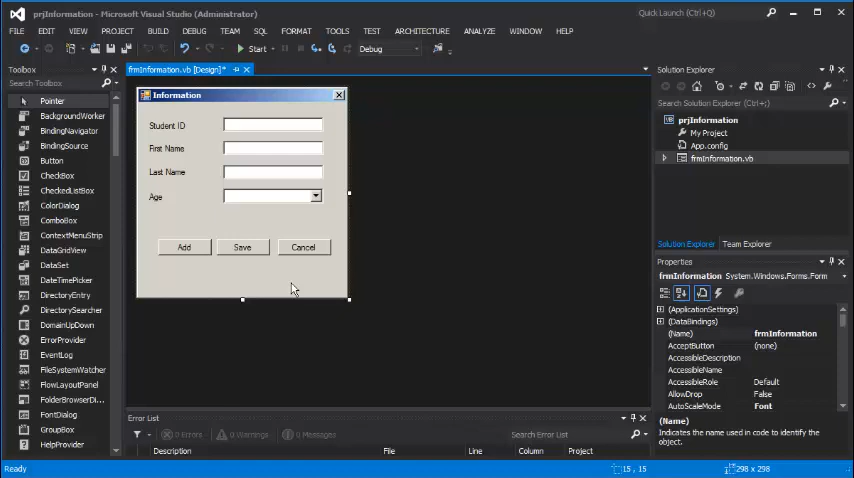 prjInformation - Microsoft Visual Studio (Administrator)
Quick Launch (Ctrl+Q)
FILE EDIT VIEW PROJECT BUILD DEBUG TEAM SQL FORMAT TOOLS TEST ARCHITECTURE ANALYZE WINDOW HELP
Start Debug
Toolbox
Search Toolbox
Pointer
BackgroundWorker
BindingNavigator
BindingSource
Button
CheckBox
CheckedListBox
ColorDialog
ComboBox
ContextMenuStrip
DataGridView
DataSet
DateTimePicker
DirectoryEntry
DirectorySearcher
DomainUpDown
ErrorProvider
EventLog
FileSystemWatcher
FlowLayoutPanel
FolderBrowserDi...
FontDialog
GroupBox
HelpProvider
frmInformation.vb [Design]*
Information
Student ID
First Name
Last Name
Age
Add Save Cancel
Error List
0 Errors 0 Warnings 0 Messages Search Error List
Description File Line Column Project
Solution Explorer
Search Solution Explorer (Ctrl+;)
VB prjInformation
My Project
App.config
frmInformation.vb
Solution Explorer Team Explorer
Properties
frmInformation System.Windows.Forms.Form
(ApplicationSettings)
(DataBindings)
(Name) frmInformation
AcceptButton (none)
AccessibleDescription
AccessibleName
AccessibleRole Default
AllowDrop False
AutoScaleMode Font
(Name)
Indicates the name used in code to identify the
object.
Ready 15 , 15 298 x 298